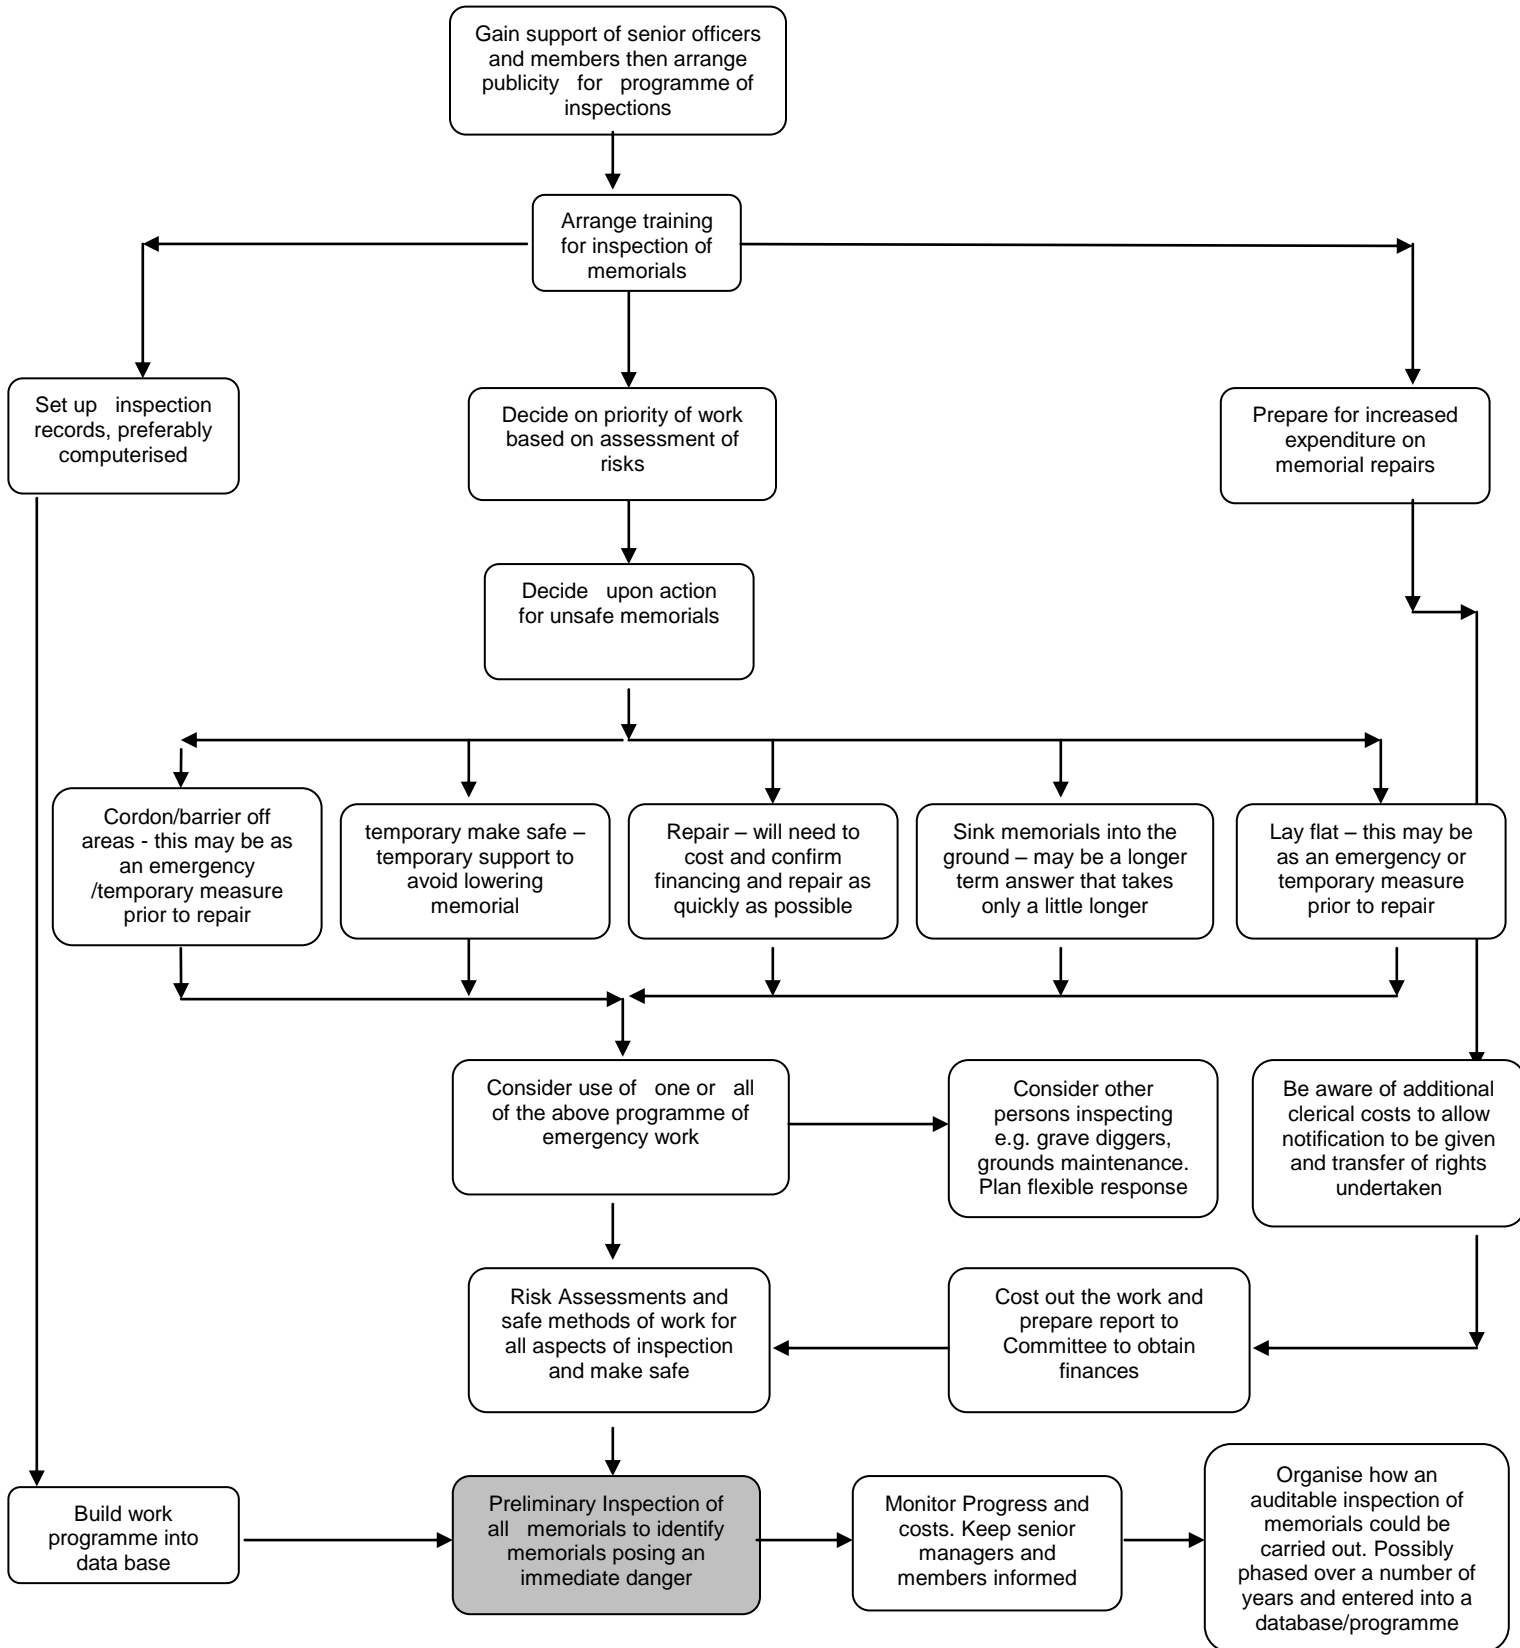 Gain support of senior officers
and members then arrange
publicity for programme of
inspections
Arrange training
for inspection of
memorials
Set up inspection
records, preferably
computerised
Decide on priority of work
based on assessment of
risks
Prepare for increased
expenditure on
memorial repairs
Decide upon action
for unsafe memorials
Cordon/barrier off
areas - this may be as
an emergency
/temporary measure
prior to repair
temporary make safe –
temporary support to
avoid lowering
memorial
Repair – will need to
cost and confirm
financing and repair as
quickly as possible
Sink memorials into the
ground – may be a longer
term answer that takes
only a little longer
Lay flat – this may be
as an emergency or
temporary measure
prior to repair
Consider use of one or all
of the above programme of
emergency work
Consider other
persons inspecting
e.g. grave diggers,
grounds maintenance.
Plan flexible response
Be aware of additional
clerical costs to allow
notification to be given
and transfer of rights
undertaken
Risk Assessments and
safe methods of work for
all aspects of inspection
and make safe
Cost out the work and
prepare report to
Committee to obtain
finances
Build work
programme into
data base
Preliminary Inspection of
all memorials to identify
memorials posing an
immediate danger
Monitor Progress and
costs. Keep senior
managers and
members informed
Organise how an
auditable inspection of
memorials could be
carried out. Possibly
phased over a number of
years and entered into a
database/programme